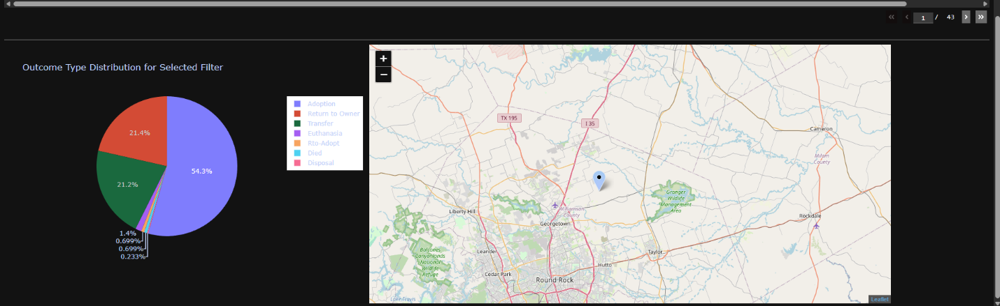 1 / 43
Outcome Type Distribution for Selected Filter
54.3%
21.4%
21.2%
1.4%
0.699%
0.699%
0.233%
Adoption
Return to Owner
Transfer
Euthanasia
Rto-Adopt
Died
Disposal
+
−
TX 195
I 35
Cameron
Milam
County
Granger
Wildlife
Management
Area
Williamson
County
Liberty Hill
Georgetown
Rockdale
Balcones
Canyonlands
National
Wildlife
Refuge
Leander
Taylor
Hutto
Cedar Park
Round Rock
Lake Travis
Leaflet